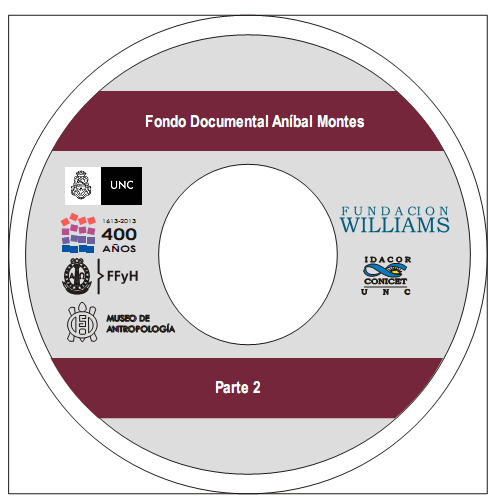 Fondo Documental Aníbal Montes
UNC
1613-2013
400
AÑOS
FFyH
MUSEO DE
ANTROPOLOGÍA
FUNDACION
WILLIAMS
IDACOR
CONICET
UNC
Parte 2